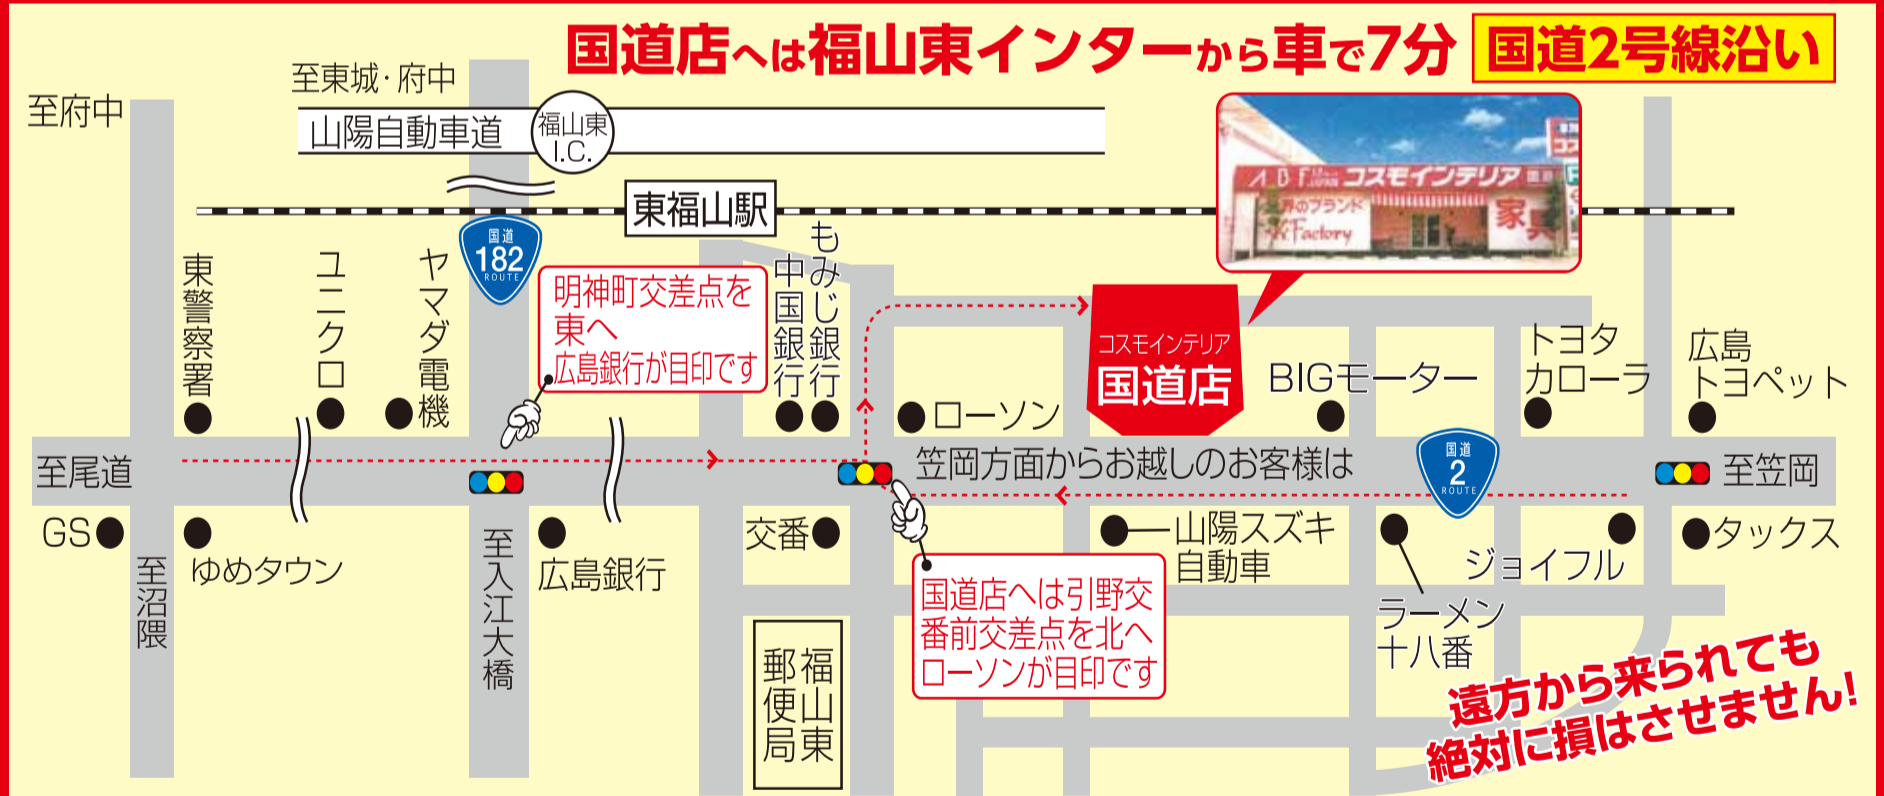 国道店へは福山東インターから車で7分
国道2号線沿い
至東城・府中
至府中
山陽自動車道
福山東
I.C.
東福山駅
コスモインテリア
家具
Factory
国道
182
ROUTE
東警察署
ユニクロ
ヤマダ電機
明神町交差点を
東へ
広島銀行が目印です
中国銀行
もみじ銀行
ローソン
コスモインテリア
国道店
BIGモーター
トヨタ
カローラ
広島
トヨペット
至尾道
笠岡方面からお越しのお客様は
国道
2
ROUTE
至笠岡
GS
ゆめタウン
至沼隈
至入江大橋
広島銀行
交番
山陽スズキ
自動車
ラーメン
十八番
ジョイフル
タックス
国道店へは引野交
番前交差点を北へ
ローソンが目印です
福山東
郵便局
遠方から来られても
絶対に損はさせません!